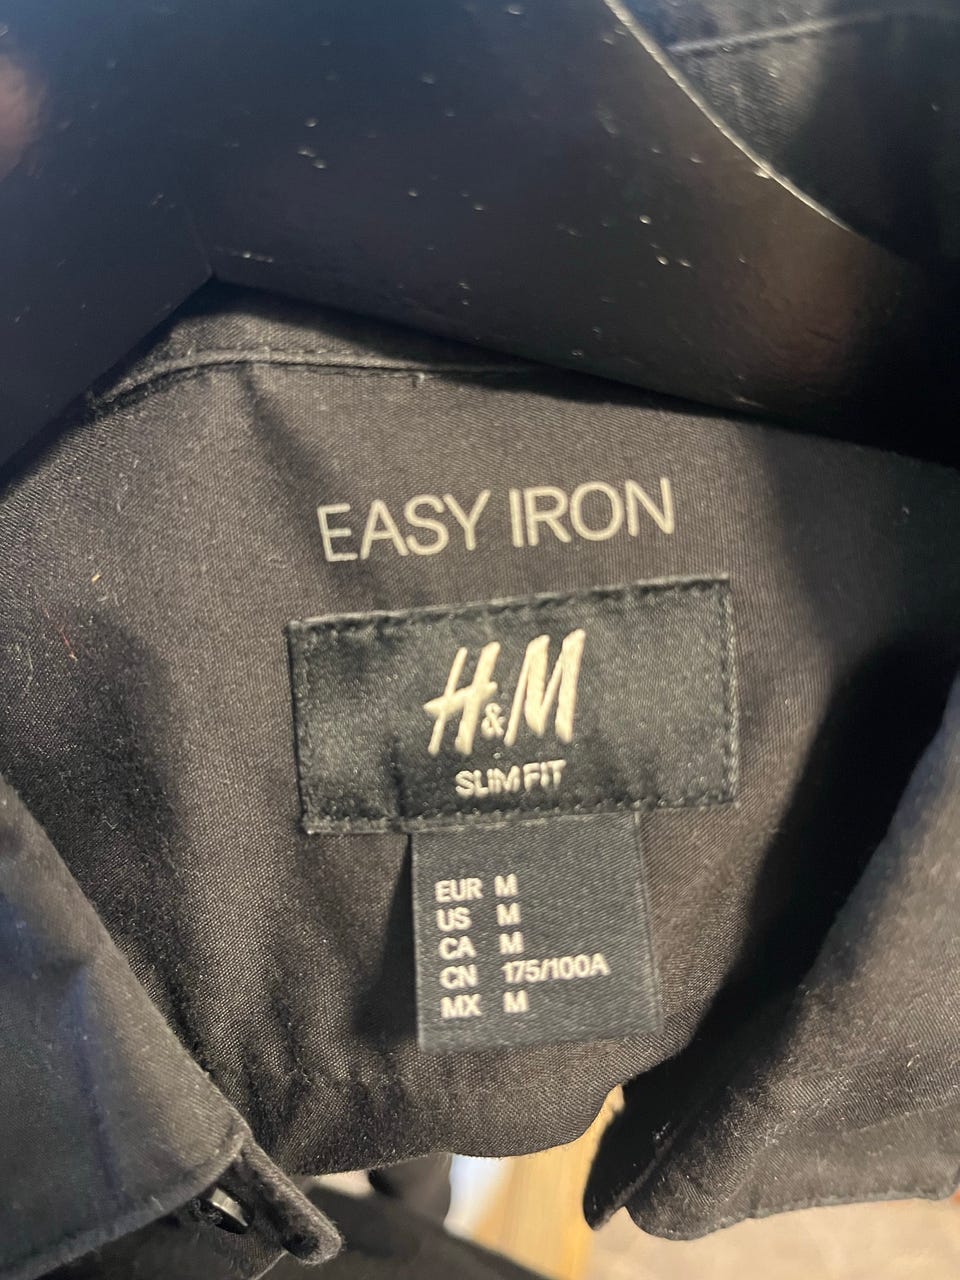 EASY IRON
H&M
SLIM FIT
EUR M
US M
CA M
CN 175/100A
MX M